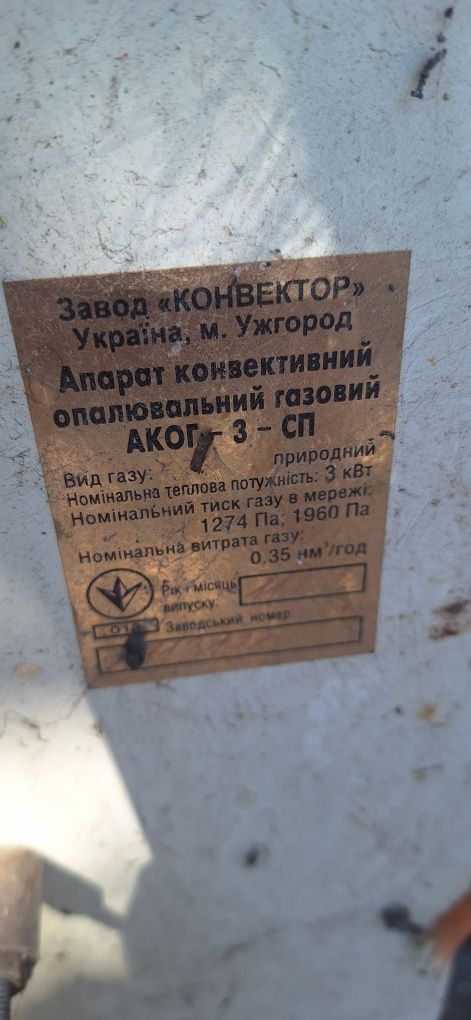 Завод «КОНВЕКТОР»
Україна, м. Ужгород
Апарат конвективний
опалювальний газовий
АКОГ – 3 – СП
Вид газу: природний
Номінальна теплова потужність: 3 кВт
Номінальний тиск газу в мережі:
1274 Па, 1960 Па
Номінальна витрата газу:
0.35 нм³/год
Рік і місяць
випуску:
Заводський номер: